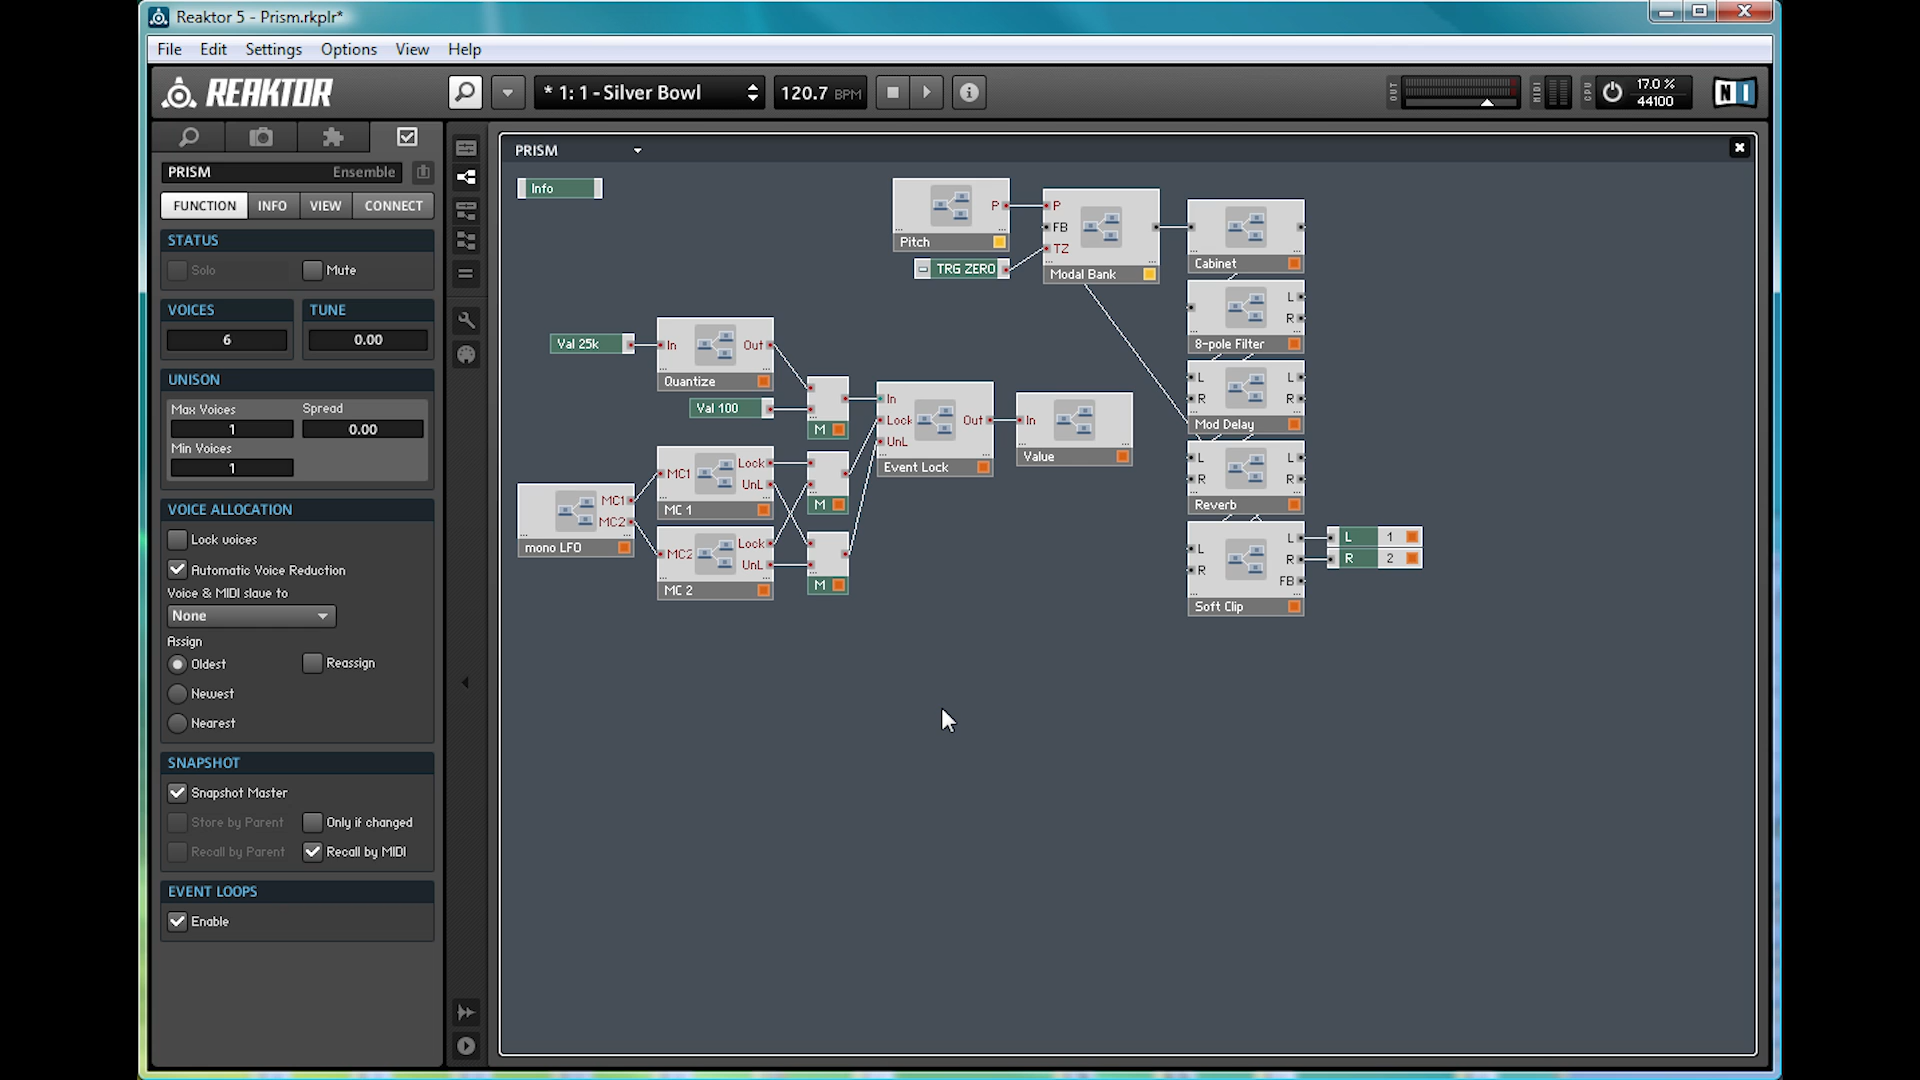 Reaktor 5 - Prism.rkplr*
File Edit Settings Options View Help
REAKTOR
* 1: 1 - Silver Bowl
120.7 BPM
OUT
MIDI
CPU
17.0 %
44100
NI
PRISM Ensemble
FUNCTION INFO VIEW CONNECT
STATUS
Solo Mute
VOICES TUNE
6 0.00
UNISON
Max Voices Spread
1 0.00
Min Voices
1
VOICE ALLOCATION
Lock voices
Automatic Voice Reduction
Voice & MIDI slave to
None
Assign
Oldest Reassign
Newest
Nearest
SNAPSHOT
Snapshot Master
Store by Parent Only if changed
Recall by Parent Recall by MIDI
EVENT LOOPS
Enable
PRISM
Info
P
Pitch
TRG ZERO
P
FB
TZ
Modal Bank
Cabinet
L
R
8-pole Filter
L L
R R
Mod Delay
L L
R R
Reverb
L L
R R
FB
Soft Clip
L 1
R 2
Val 25k
In Out
Quantize
Val 100
M
In
Lock Out
UnL
Event Lock
In
Value
MC1
MC2
mono LFO
MC1 Lock
UnL
MC 1
MC2 Lock
UnL
MC 2
M
M